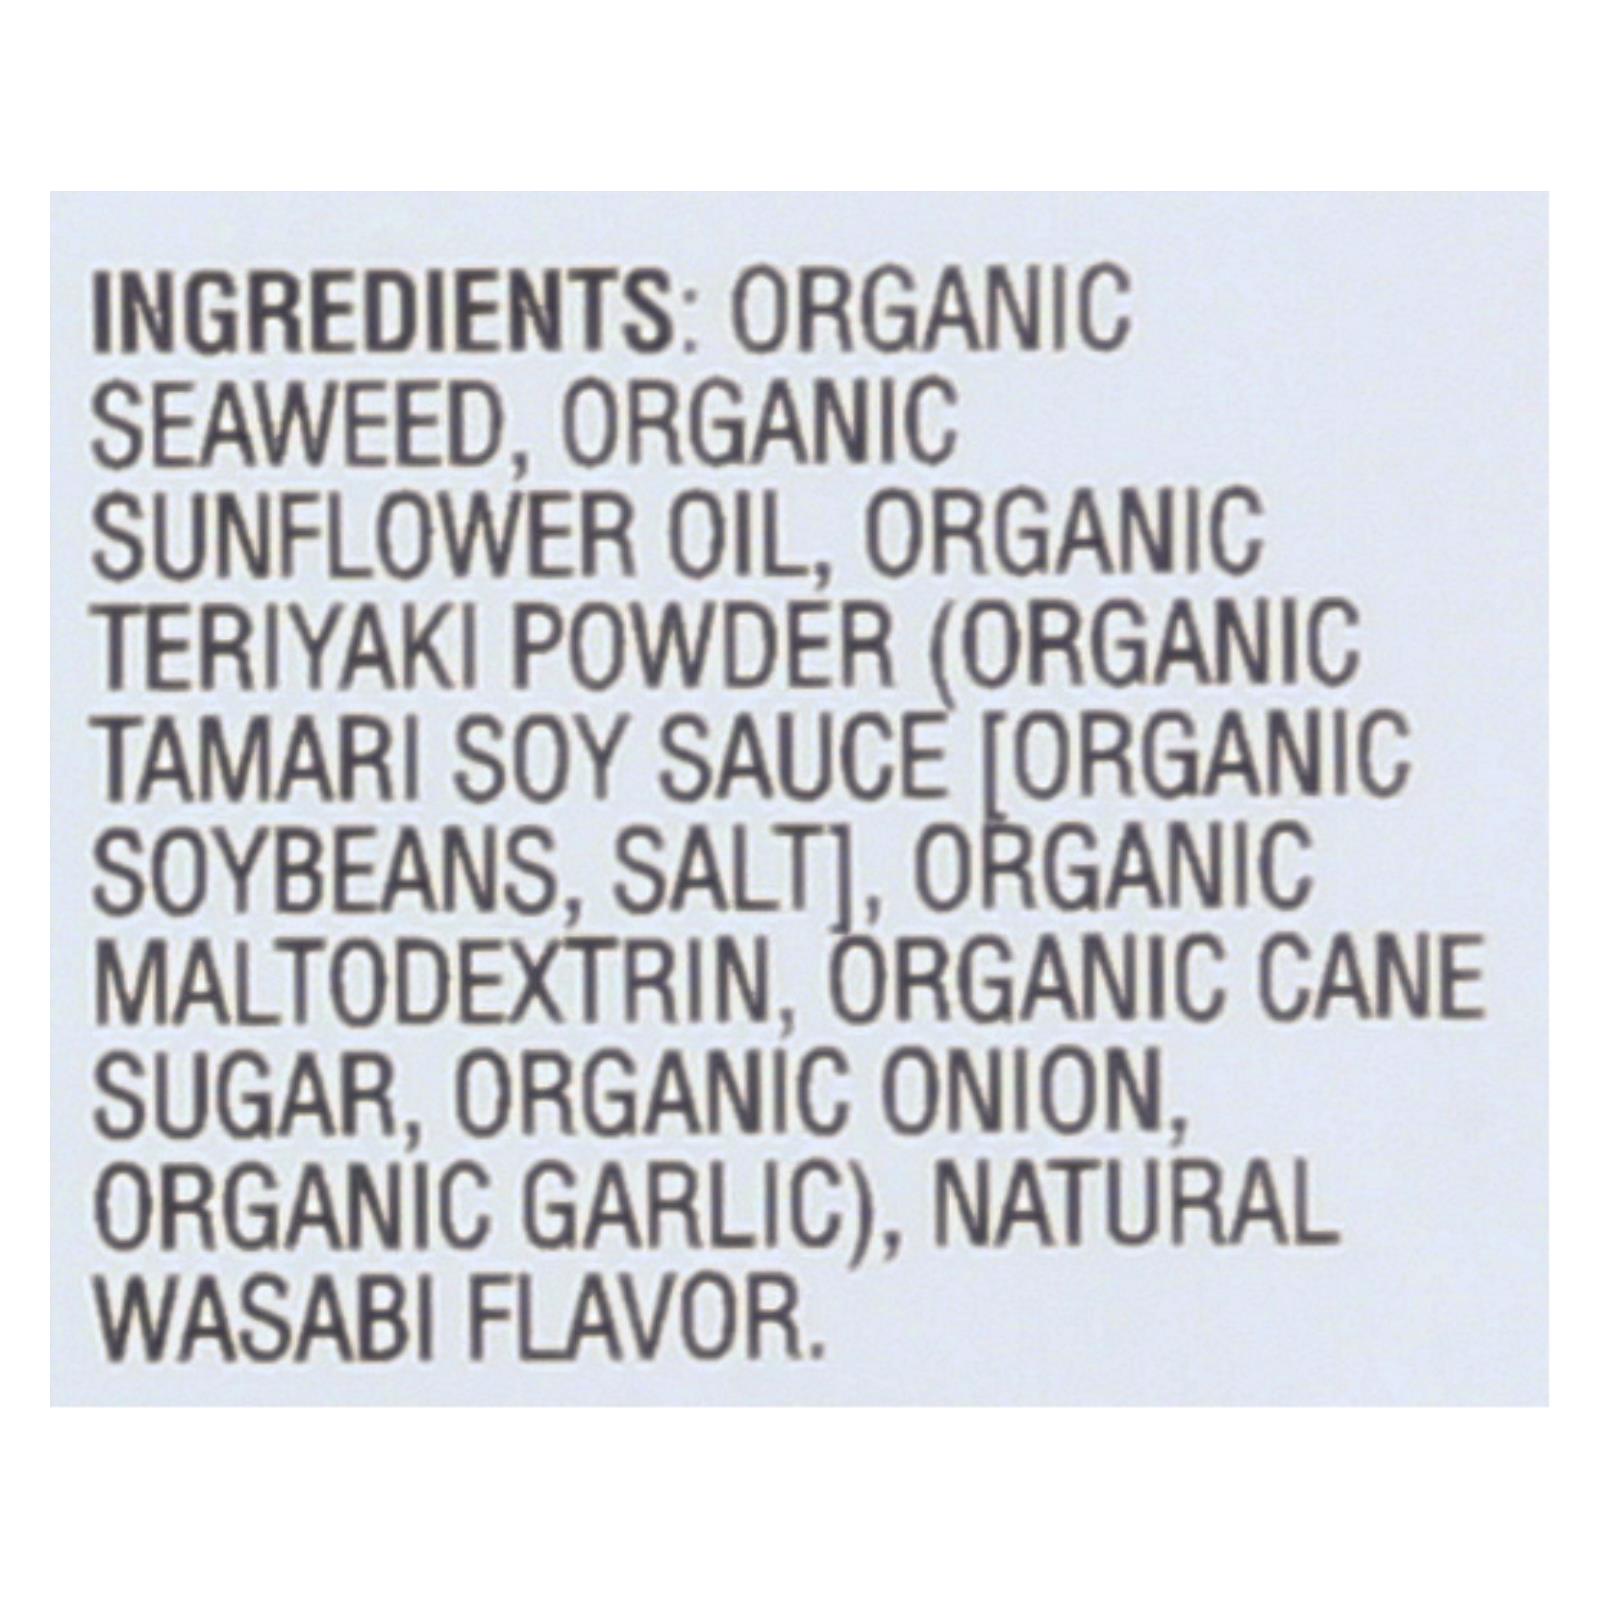 INGREDIENTS: ORGANIC
SEAWEED, ORGANIC
SUNFLOWER OIL, ORGANIC
TERIYAKI POWDER (ORGANIC
TAMARI SOY SAUCE [ORGANIC
SOYBEANS, SALT], ORGANIC
MALTODEXTRIN, ORGANIC CANE
SUGAR, ORGANIC ONION,
ORGANIC GARLIC), NATURAL
WASABI FLAVOR.